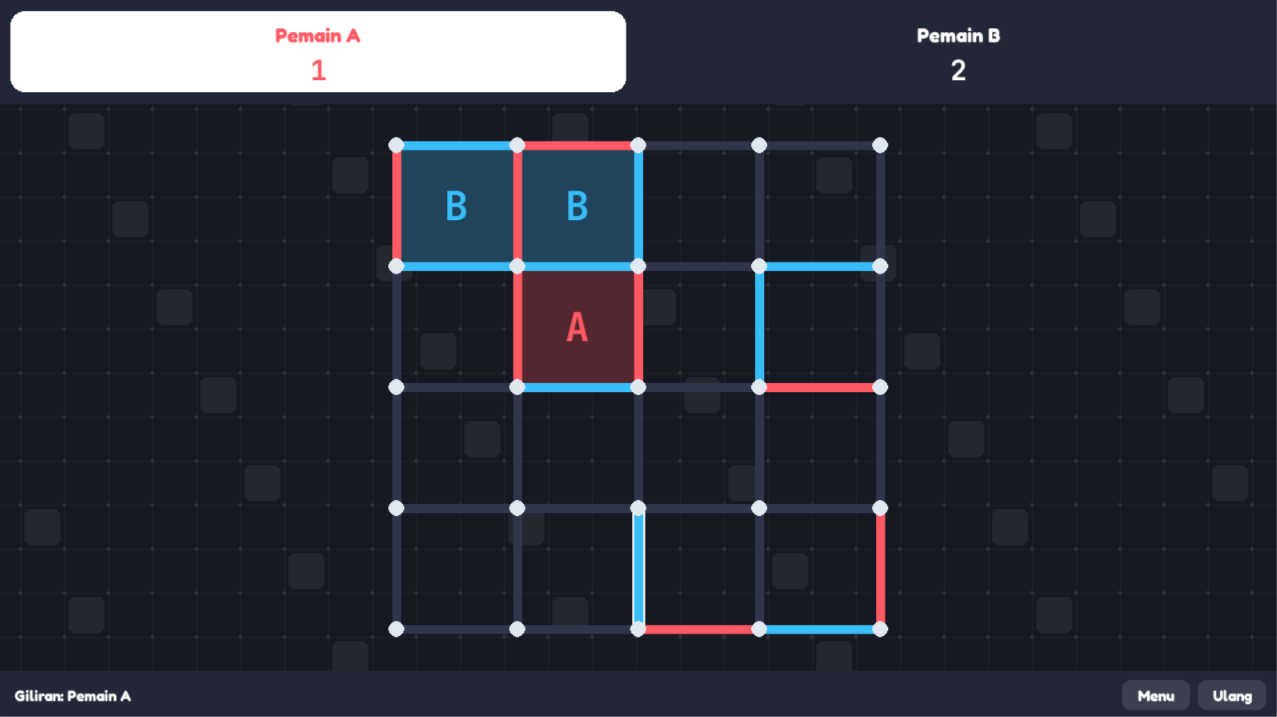 Pemain A
1
Pemain B
2
B B
A
Giliran: Pemain A
Menu Ulang